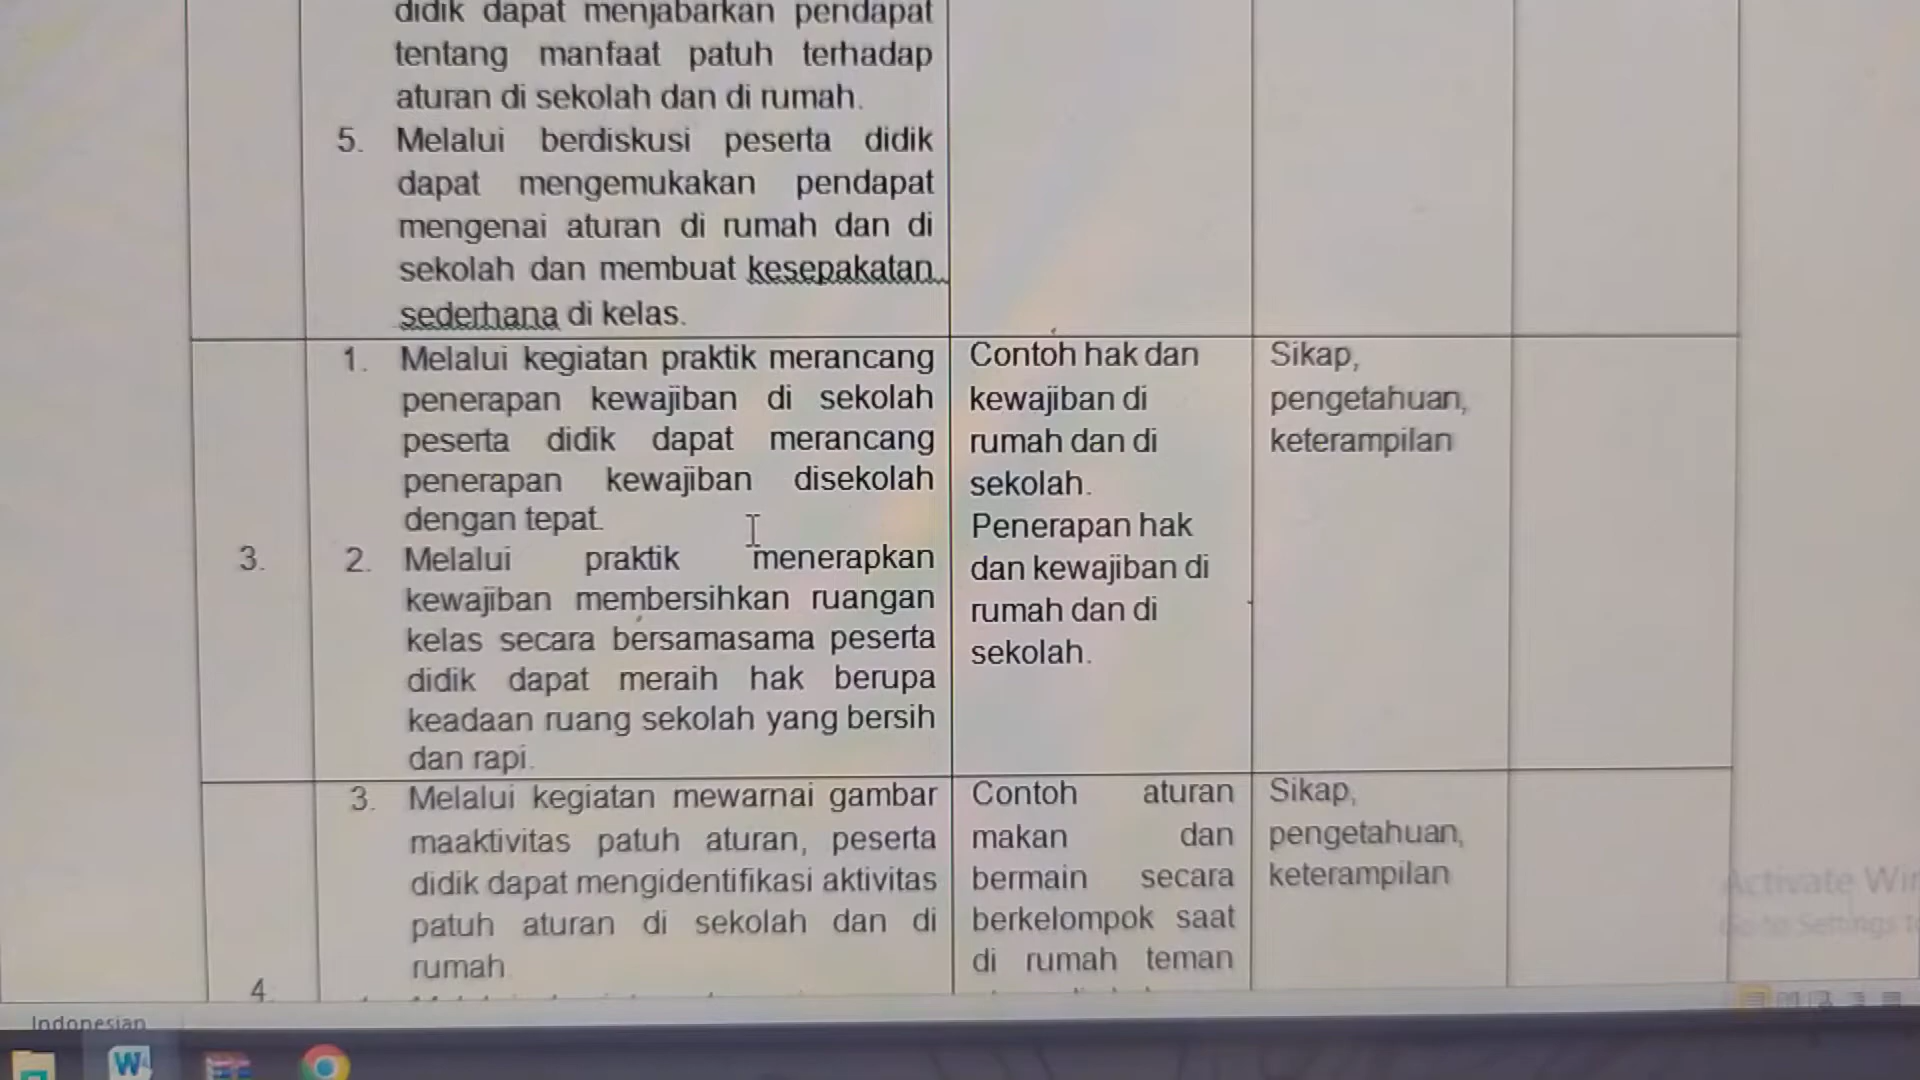 didik dapat menjabarkan pendapat
tentang manfaat patuh terhadap
aturan di sekolah dan di rumah.
5. Melalui berdiskusi peserta didik
dapat mengemukakan pendapat
mengenai aturan di rumah dan di
sekolah dan membuat kesepakatan
sederhana di kelas.
3.
1. Melalui kegiatan praktik merancang
penerapan kewajiban di sekolah
peserta didik dapat merancang
penerapan kewajiban disekolah
dengan tepat.
2. Melalui praktik menerapkan
kewajiban membersihkan ruangan
kelas secara bersamasama peserta
didik dapat meraih hak berupa
keadaan ruang sekolah yang bersih
dan rapi.
Contoh hak dan
kewajiban di
rumah dan di
sekolah.
Penerapan hak
dan kewajiban di
rumah dan di
sekolah.
Sikap,
pengetahuan,
keterampilan
4.
3. Melalui kegiatan mewarnai gambar
maaktivitas patuh aturan, peserta
didik dapat mengidentifikasi aktivitas
patuh aturan di sekolah dan di
rumah
Contoh aturan
makan dan
bermain secara
berkelompok saat
di rumah teman
Sikap,
pengetahuan,
keterampilan
Activate Win
Go to Settings to
Indonesian
W